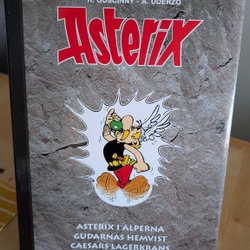 R. GOSCINNY - A. UDERZO
Asterix
ASTERIX I ALPERNA
GUDARNAS HEMVIST
CAESARS LAGERKRANS